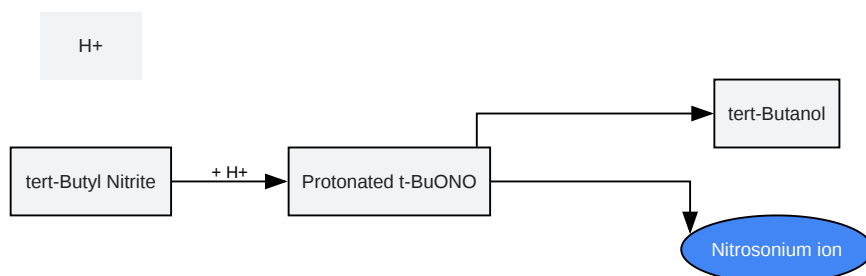 H+
tert-Butanol
tert-Butyl Nitrite
+ H+
Protonated t-BuONO
Nitrosonium ion